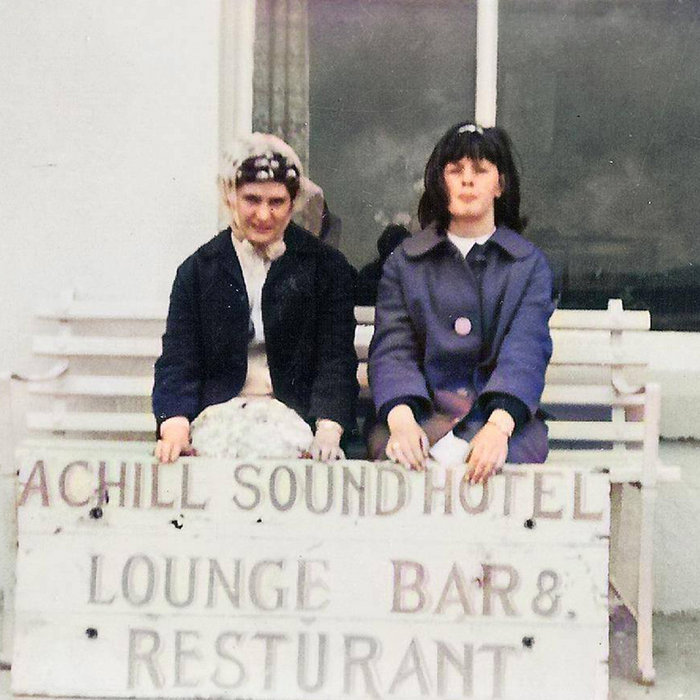 ACHILL SOUND HOTEL
LOUNGE BAR &.
RESTURANT